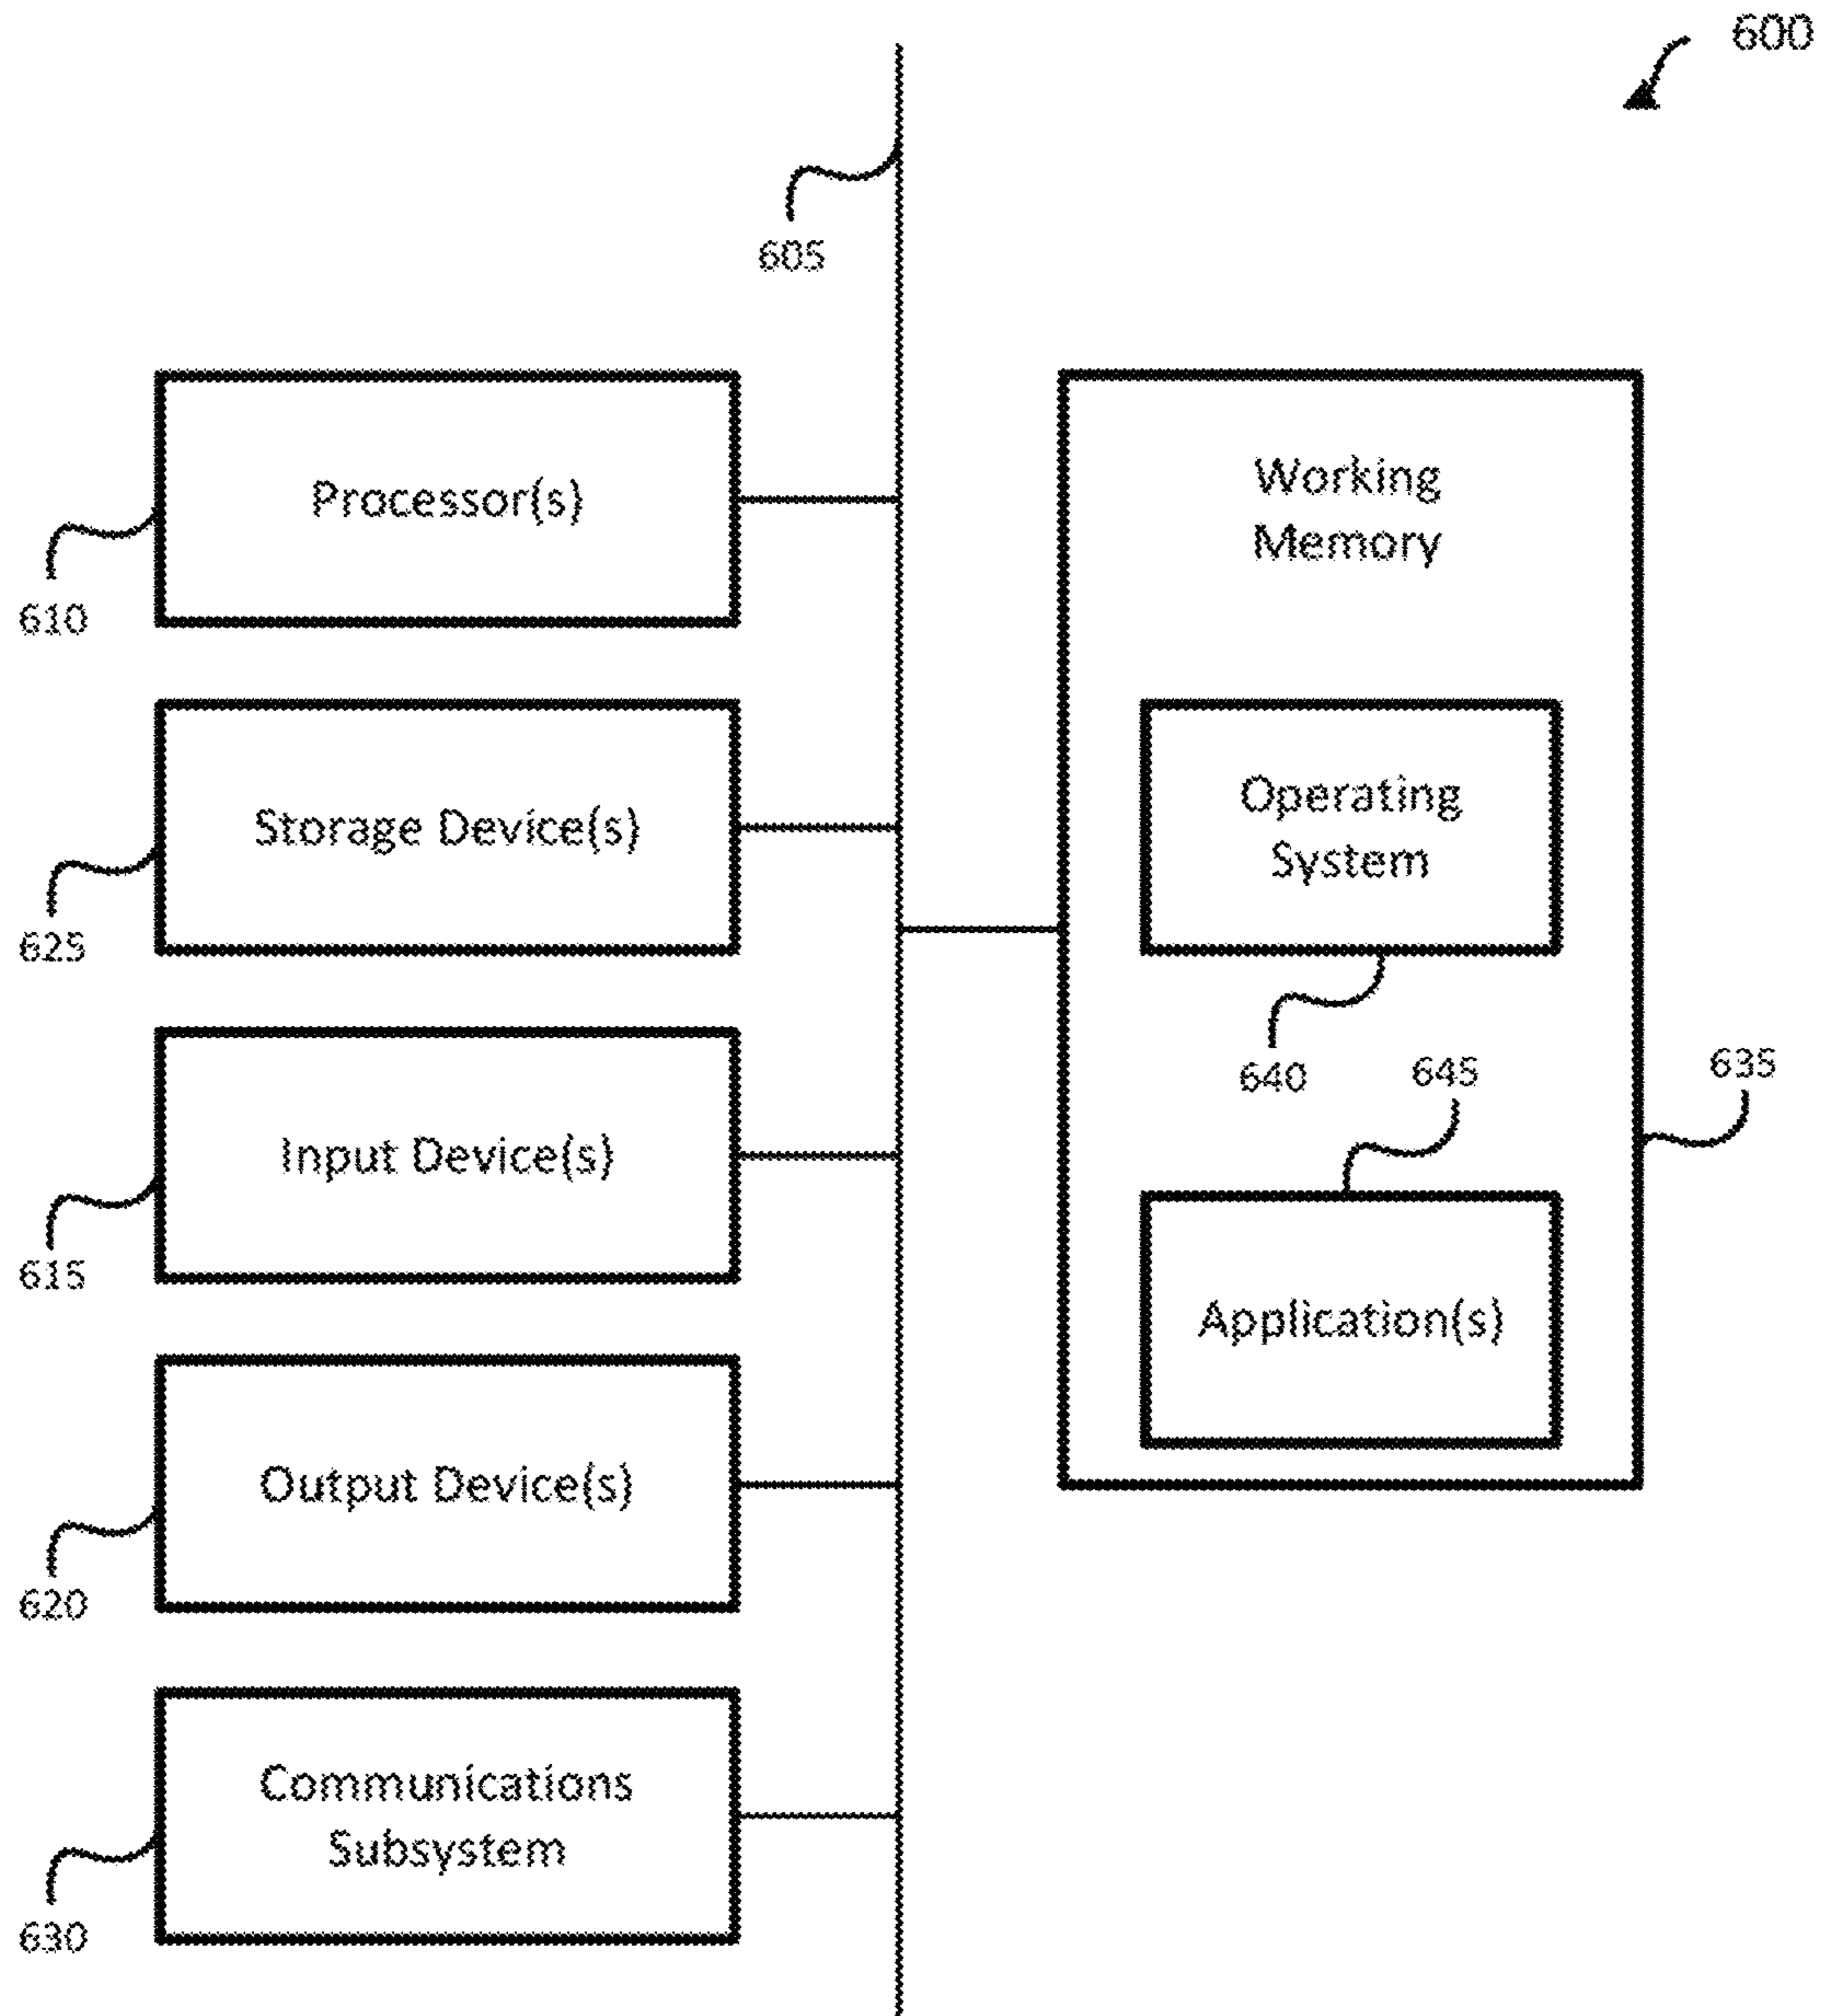 600
605
Processor(s)
610
Storage Device(s)
625
Input Device(s)
615
Output Device(s)
620
Communications
Subsystem
630
Working
Memory
Operating
System
640
645
635
Application(s)